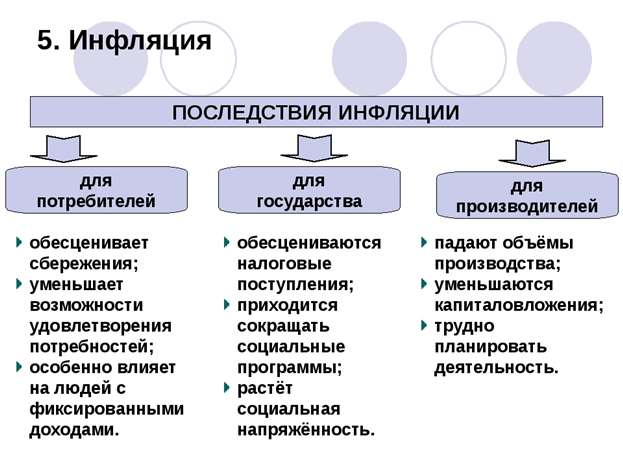 5. Инфляция
ПОСЛЕДСТВИЯ ИНФЛЯЦИИ
для
потребителей
для
государства
для
производителей
обесценивает
сбережения;
уменьшает
возможности
удовлетворения
потребностей;
особенно влияет
на людей с
фиксированными
доходами.
обесцениваются
налоговые
поступления;
приходится
сокращать
социальные
программы;
растёт
социальная
напряжённость.
падают объёмы
производства;
уменьшаются
капиталовложения;
трудно
планировать
деятельность.